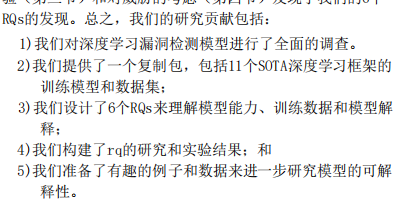 验（第三节）和对威胁的考虑（第四节）发现了我们的6个
RQs的发现。总之，我们的研究贡献包括：
1)我们对深度学习漏洞检测模型进行了全面的调查。
2)我们提供了一个复制包，包括11个SOTA深度学习框架的
训练模型和数据集；
3)我们设计了6个RQs来理解模型能力、训练数据和模型解
释；
4)我们构建了rq的研究和实验结果；和
5)我们准备了有趣的例子和数据来进一步研究模型的可解
释性。